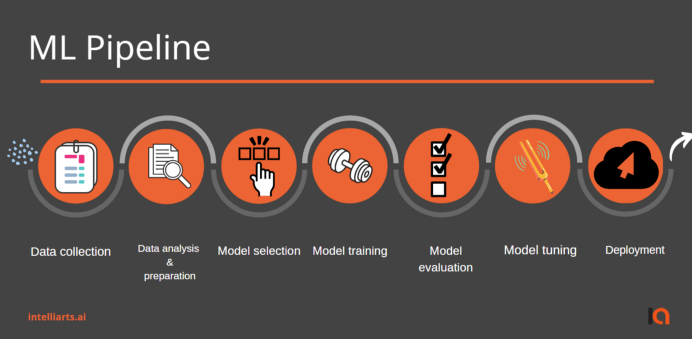 ML Pipeline
Data collection
Data analysis
&
preparation
Model selection
Model training
Model
evaluation
Model tuning
Deployment
intelliarts.ai